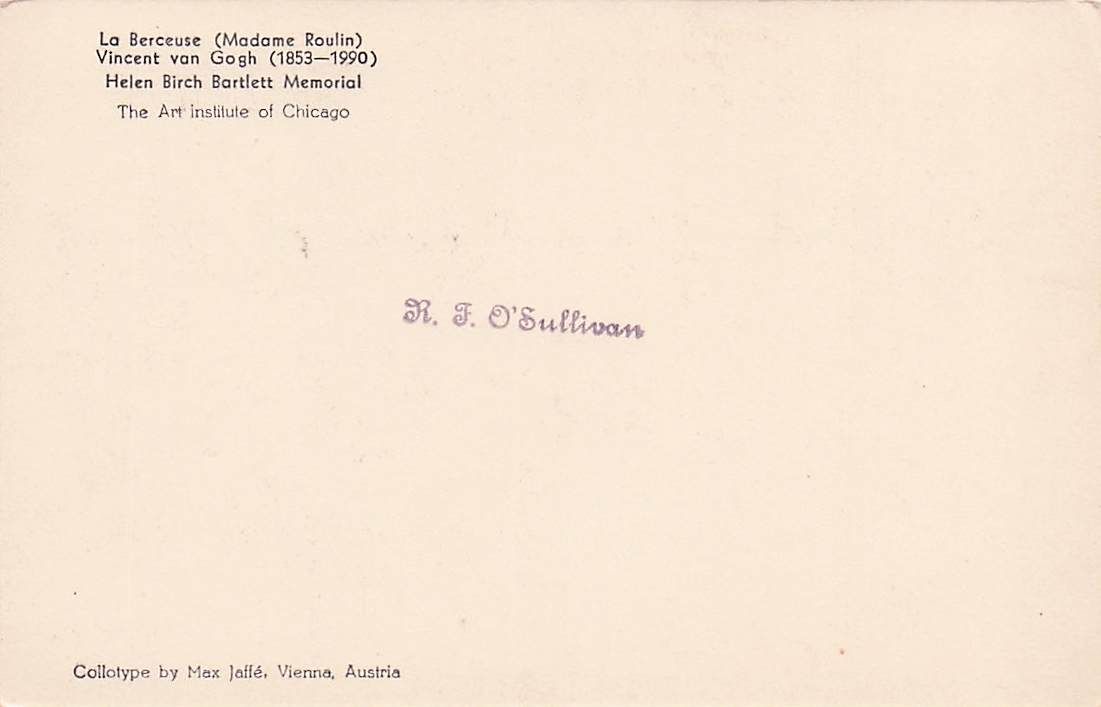 La Berceuse (Madame Roulin)
Vincent van Gogh (1853—1990)
Helen Birch Bartlett Memorial
The Art institute of Chicago
R. F. O'Sullivan
Collotype by Max Jaffé, Vienna, Austria